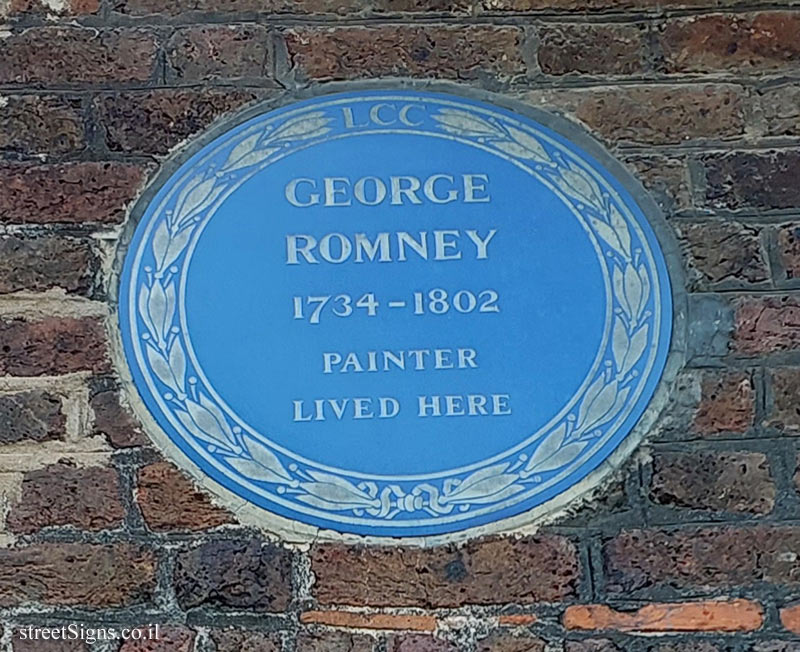 LCC
GEORGE
ROMNEY
1734-1802
PAINTER
LIVED HERE
streetSigns.co.il